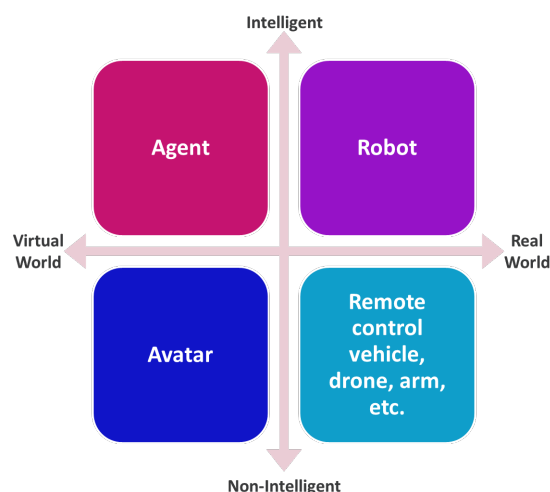 Intelligent
Agent
Robot
Virtual
World
Real
World
Avatar
Remote
control
vehicle,
drone, arm,
etc.
Non-Intelligent